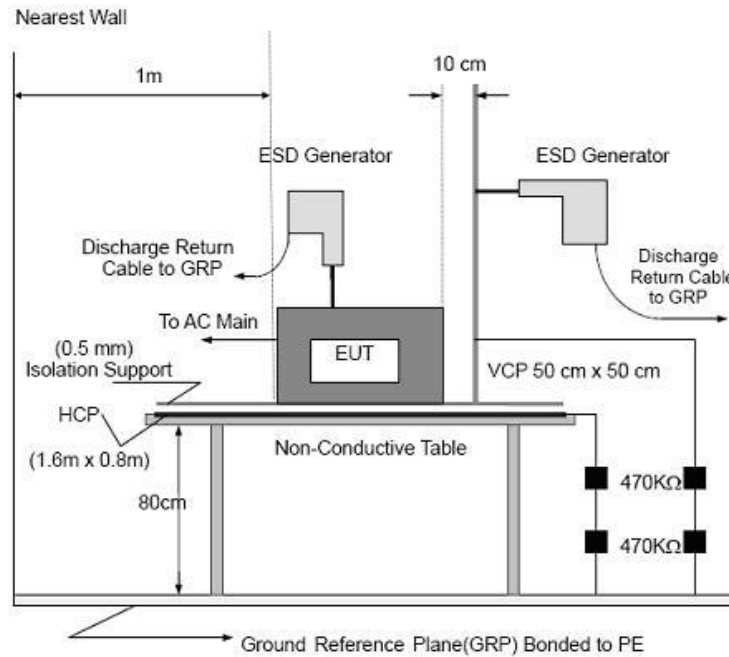 Nearest Wall
1m
10 cm
ESD Generator
ESD Generator
Discharge Return
Cable to GRP
Discharge
Return Cable
to GRP
To AC Main
EUT
(0.5 mm)
Isolation Support
VCP 50 cm x 50 cm
HCP
(1.6m x 0.8m)
Non-Conductive Table
80cm
470KΩ
470KΩ
Ground Reference Plane(GRP) Bonded to PE